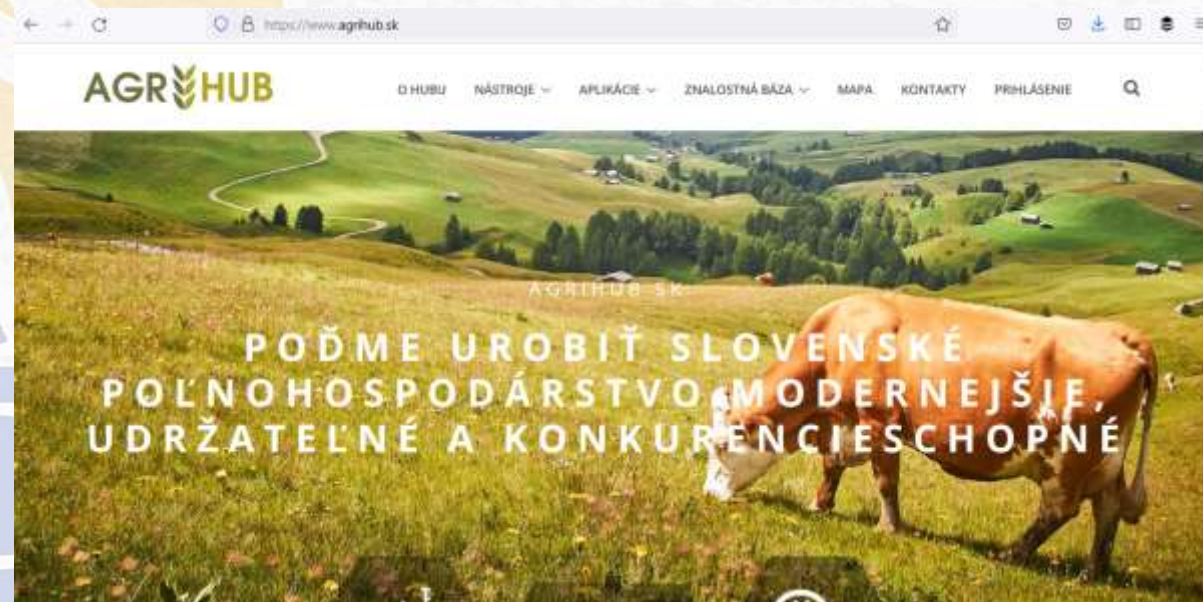 https://www.agrihub.sk
AGRIHUB
O HUBU NÁSTROJE APLIKÁCIE ZNALOSTNÁ BÁZA MAPA KONTAKTY PRIHLÁSENIE
AGRIHUB SK
POĎME UROBIŤ SLOVENSKÉ
POĽNOHOSPODÁRSTVO MODERNEJŠIE,
UDRŽATEĽNÉ A KONKURENCIESCHOPNÉ